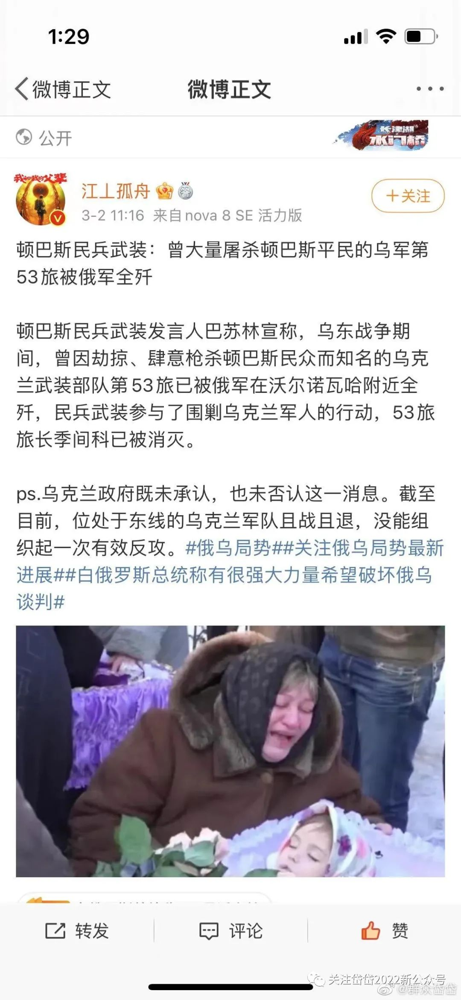 1:29
微博正文
微博正文
公开
长津湖
水门桥
我和我的父辈
江上孤舟
答
+关注
3-2 11:16 来自nova 8 SE 活力版
顿巴斯民兵武装：曾大量屠杀顿巴斯平民的乌军第
53旅被俄军全歼
顿巴斯民兵武装发言人巴苏林宣称，乌东战争期
间，曾因劫掠、肆意枪杀顿巴斯民众而知名的乌克
兰武装部队第53旅已被俄军在沃尔诺瓦哈附近全
歼，民兵武装参与了围剿乌克兰军人的行动，53旅
旅长季间科已被消灭。
ps.乌克兰政府既未承认，也未否认这一消息。截至
目前，位处于东线的乌克兰军队且战且退，没能组
织起一次有效反攻。#俄乌局势##关注俄乌局势最新
进展##白俄罗斯总统称有很强大力量希望破坏俄乌
谈判#
转发
评论
赞
关注岱岱2022新公众号
@群众岱岱